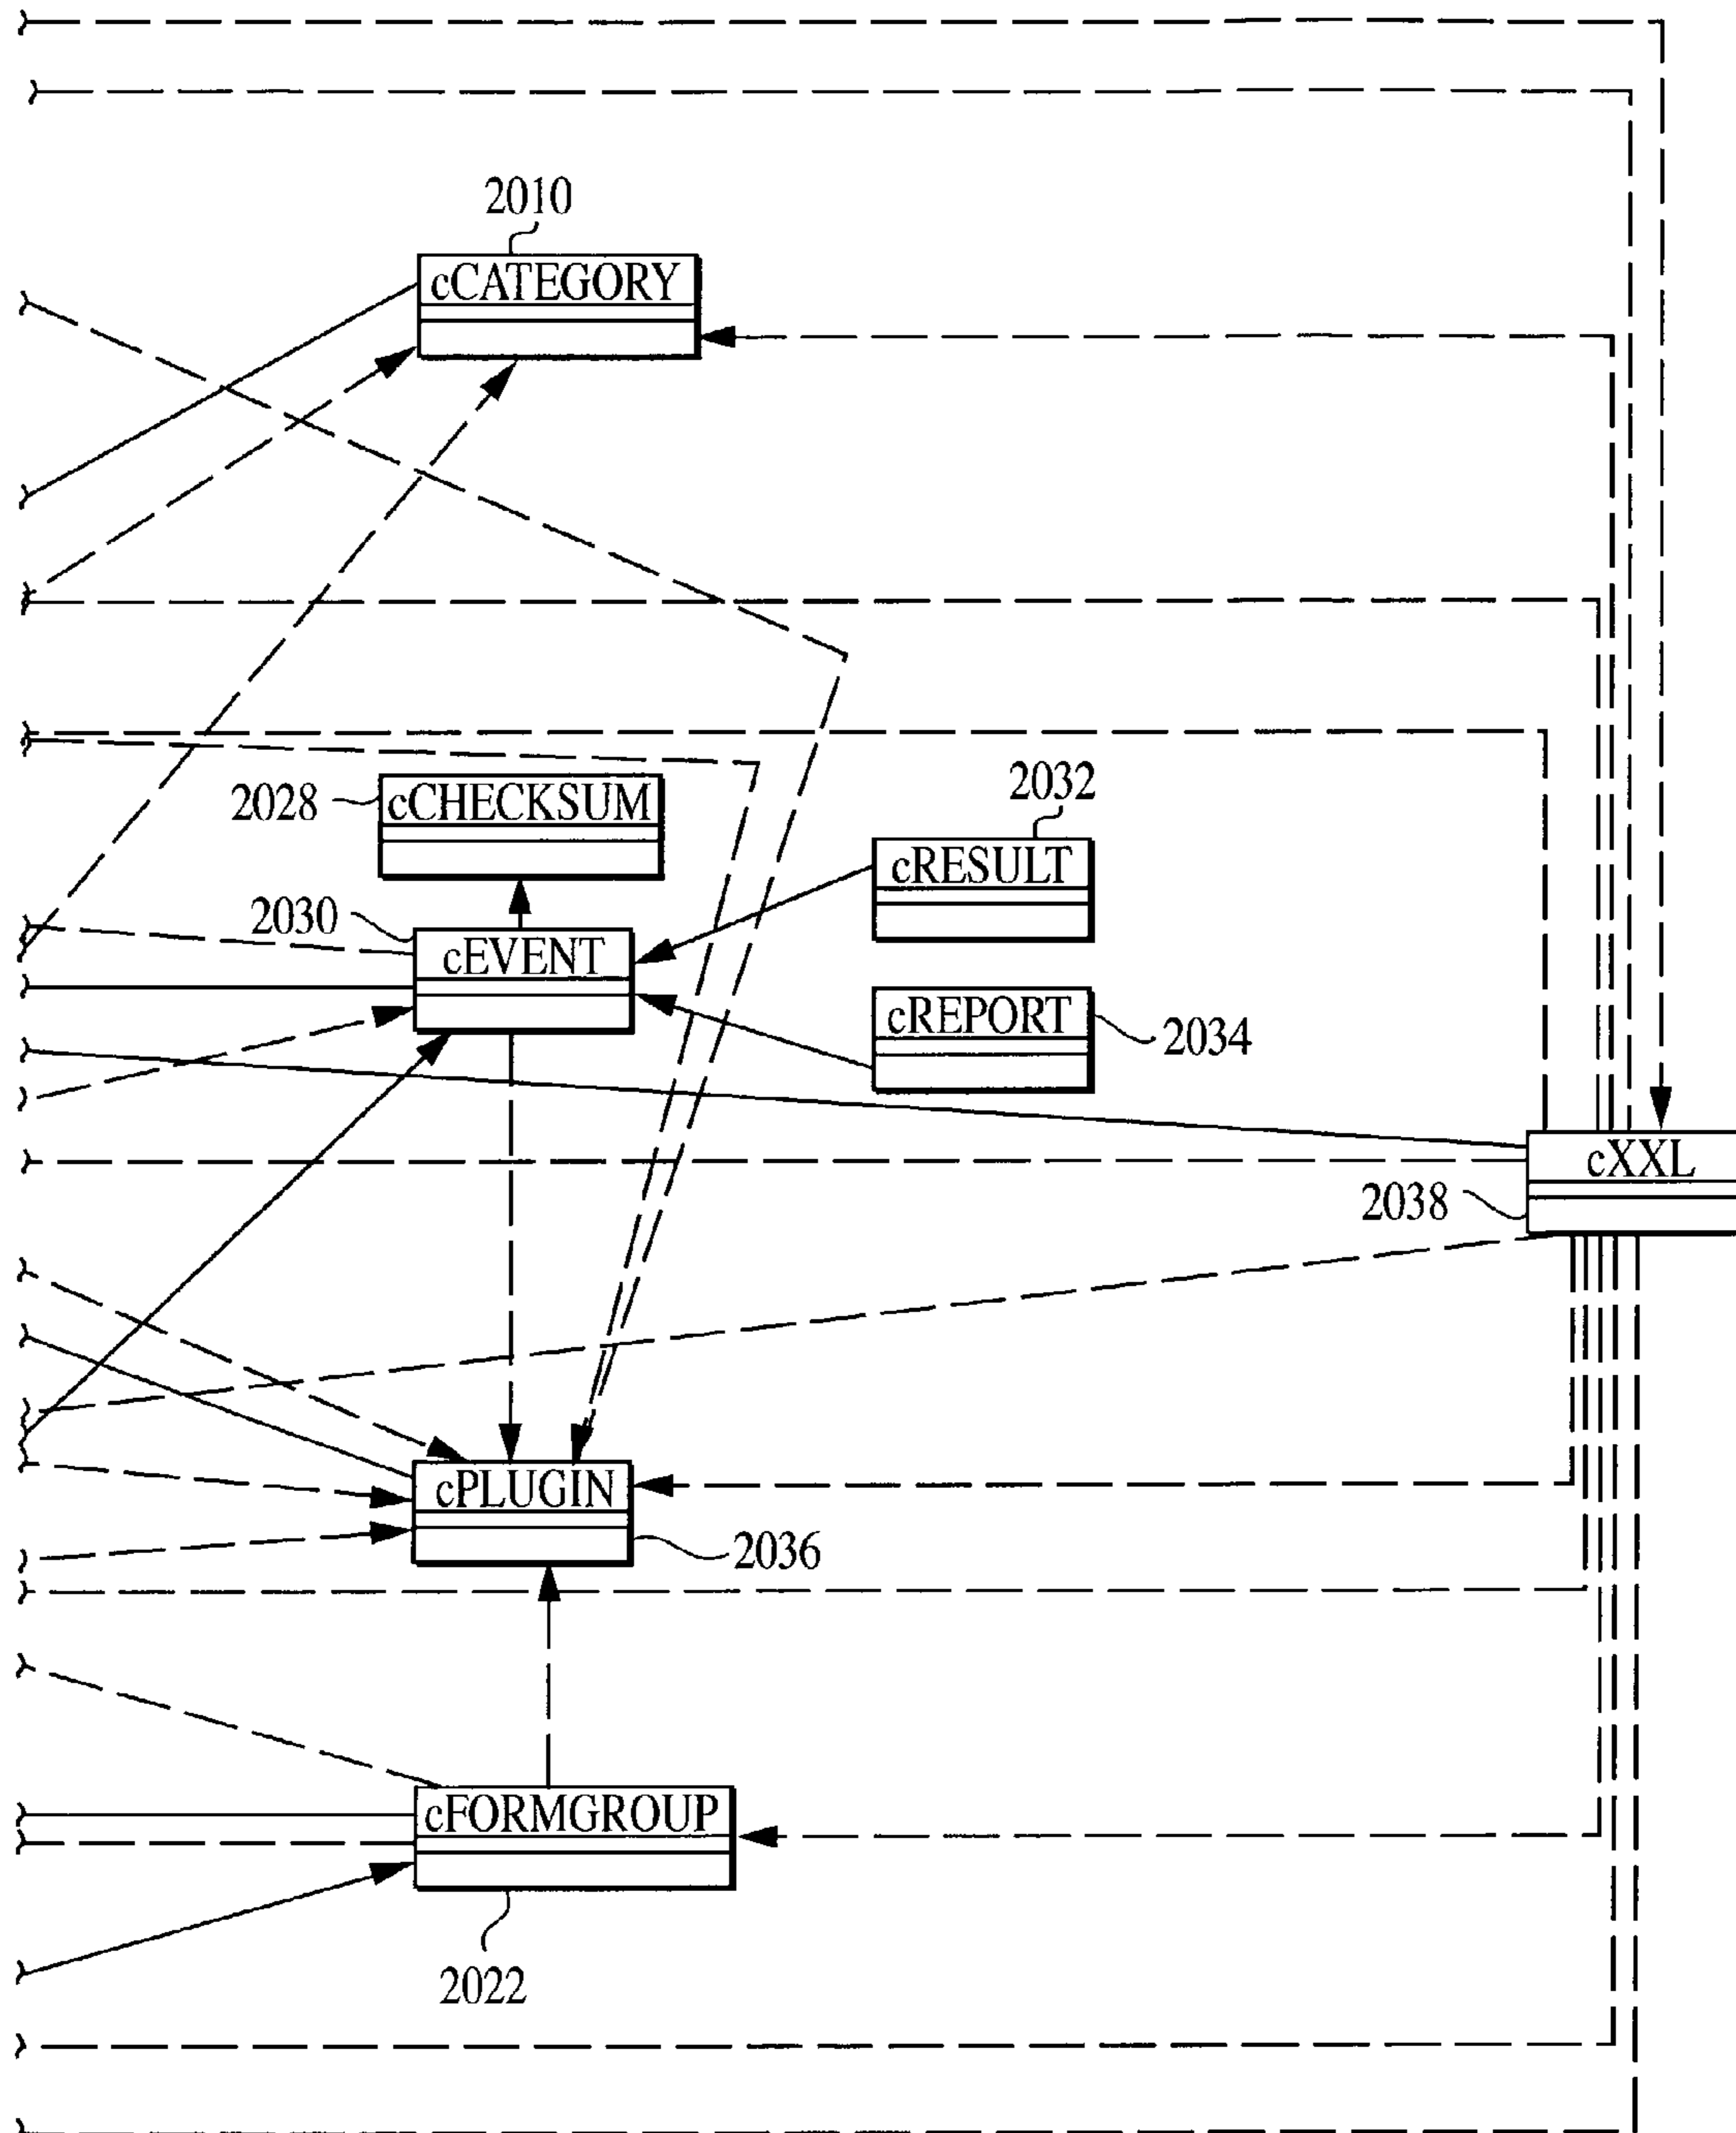 2010
cCATEGORY
2028
cCHECKSUM
2032
cRESULT
2030
cEVENT
cREPORT
2034
cXXL
2038
cPLUGIN
2036
cFORMGROUP
2022